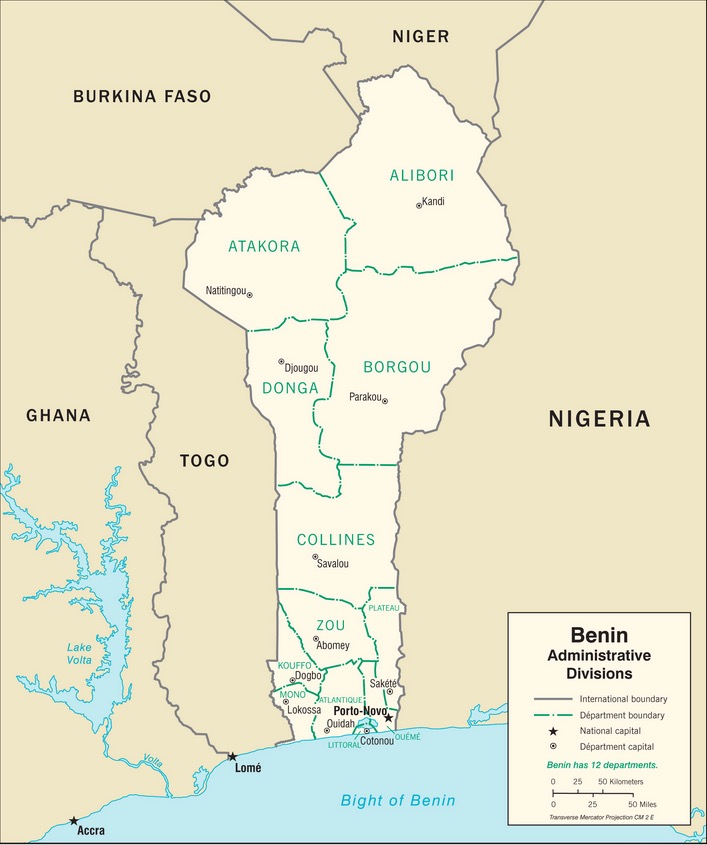 NIGER
BURKINA FASO
ALIBORI
Kandi
ATAKORA
Natitingou
Djougou
DONGA
BORGOU
Parakou
GHANA
NIGERIA
TOGO
COLLINES
Savalou
PLATEAU
ZOU
Abomey
Lake
Volta
KOUFFO
Dogbo
Sakété
MONO
ATLANTIQUE
Lokossa
Porto-Novo
Ouidah
OUÉMÉ
LITTORAL
Cotonou
Volta
Lomé
Bight of Benin
Accra
Benin
Administrative
Divisions
International boundary
Départment boundary
National capital
Départment capital
Benin has 12 departments.
0 25 50 Kilometers
0 25 50 Miles
Transverse Mercator Projection CM 2 E